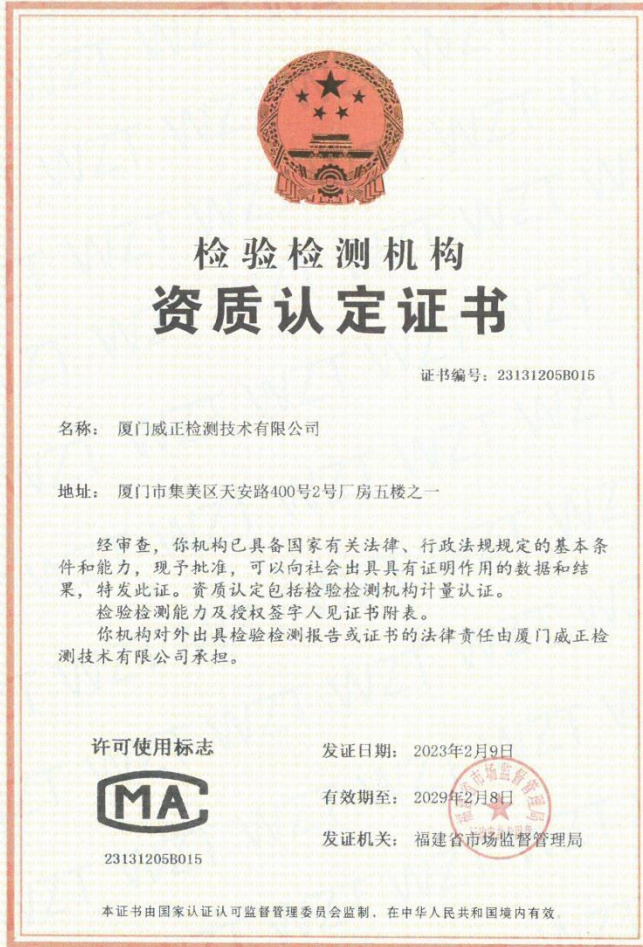 检验检测机构
资质认定证书
证书编号：23131205B015
名称： 厦门威正检测技术有限公司
地址： 厦门市集美区天安路400号2号厂房五楼之一
经审查，你机构已具备国家有关法律、行政法规规定的基本条
件和能力，现予批准，可以向社会出具具有证明作用的数据和结
果，特发此证。资质认定包括检验检测机构计量认证。
检验检测能力及授权签字人见证书附表。
你机构对外出具检验检测报告或证书的法律责任由厦门威正检
测技术有限公司承担。
许可使用标志
MA
23131205B015
发证日期： 2023年2月9日
有效期至： 2029年2月8日
发证机关： 福建省市场监督管理局
福建省市场监督管理局
本证书由国家认证认可监督管理委员会监制，在中华人民共和国境内有效。